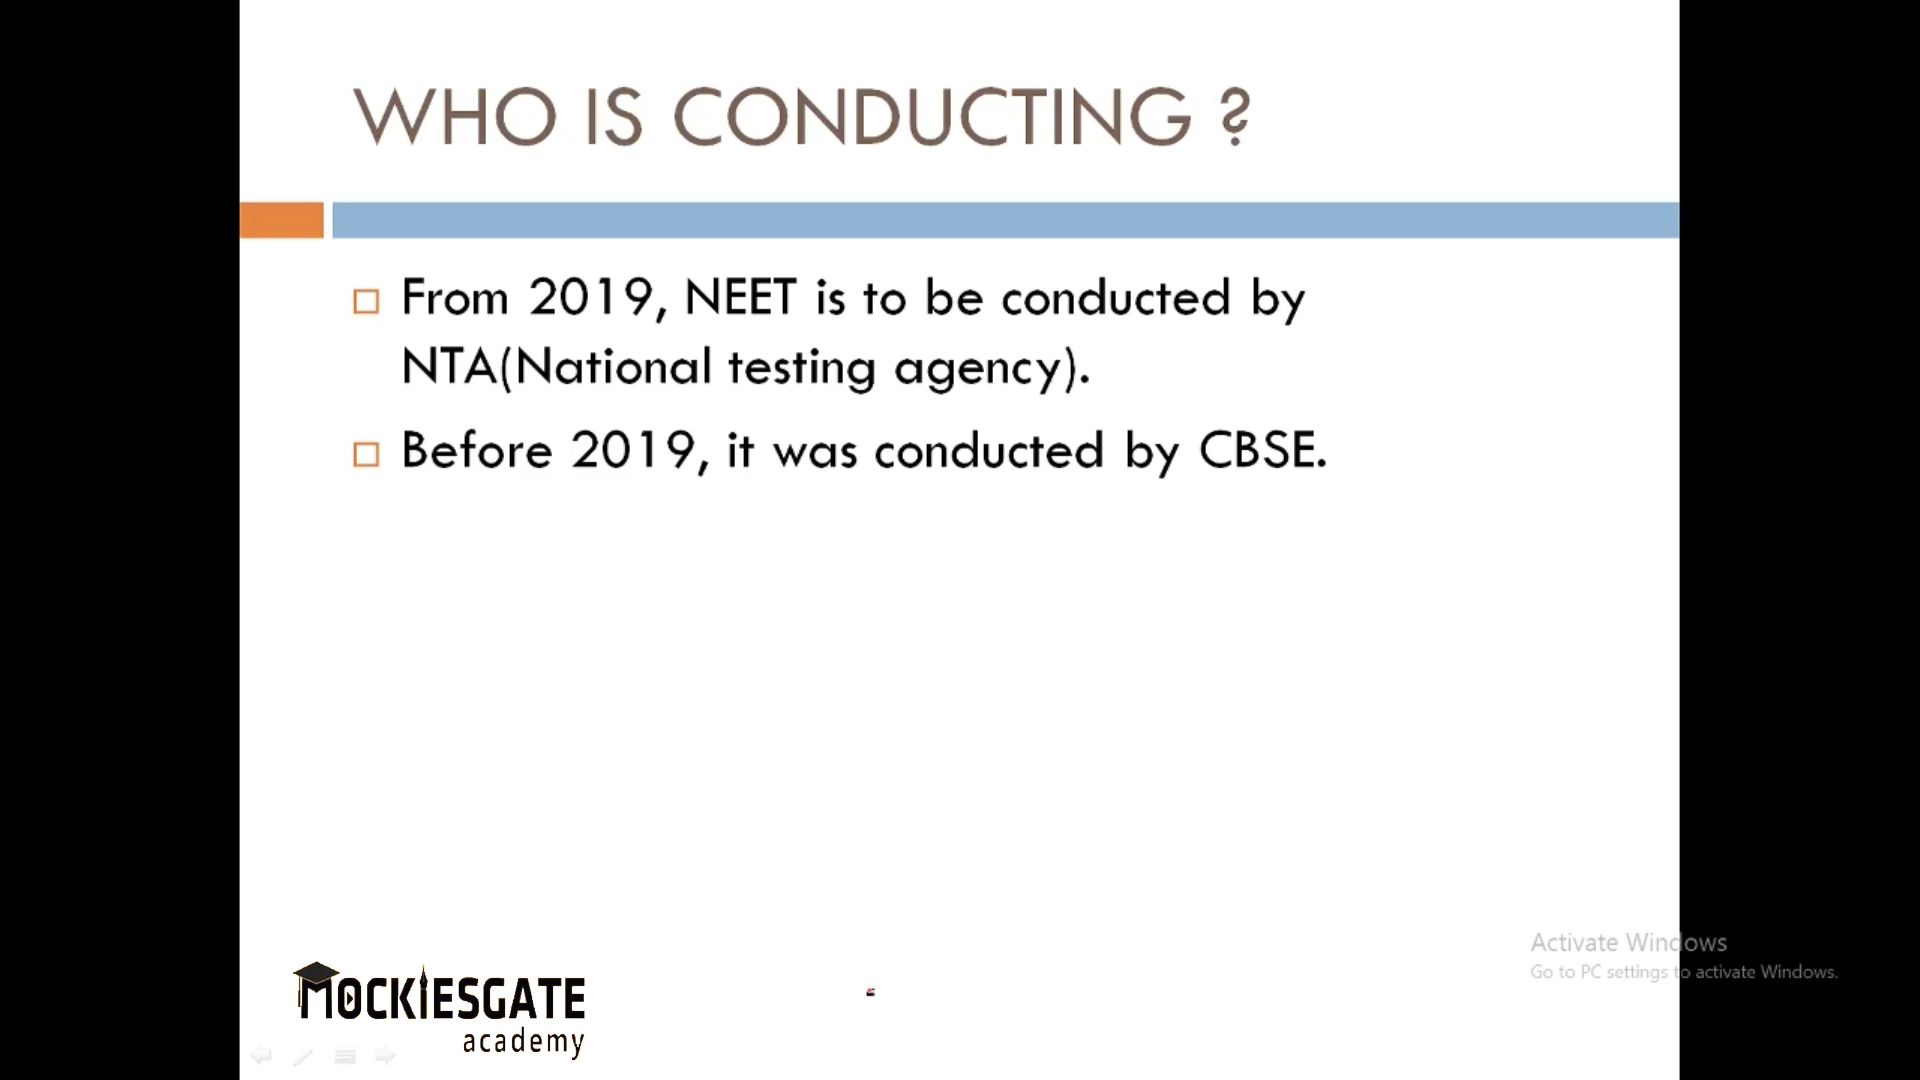 WHO IS CONDUCTING ?
From 2019, NEET is to be conducted by
NTA(National testing agency).
Before 2019, it was conducted by CBSE.
Activate Windows
Go to PC settings to activate Windows.
MOCKIESGATE
academy